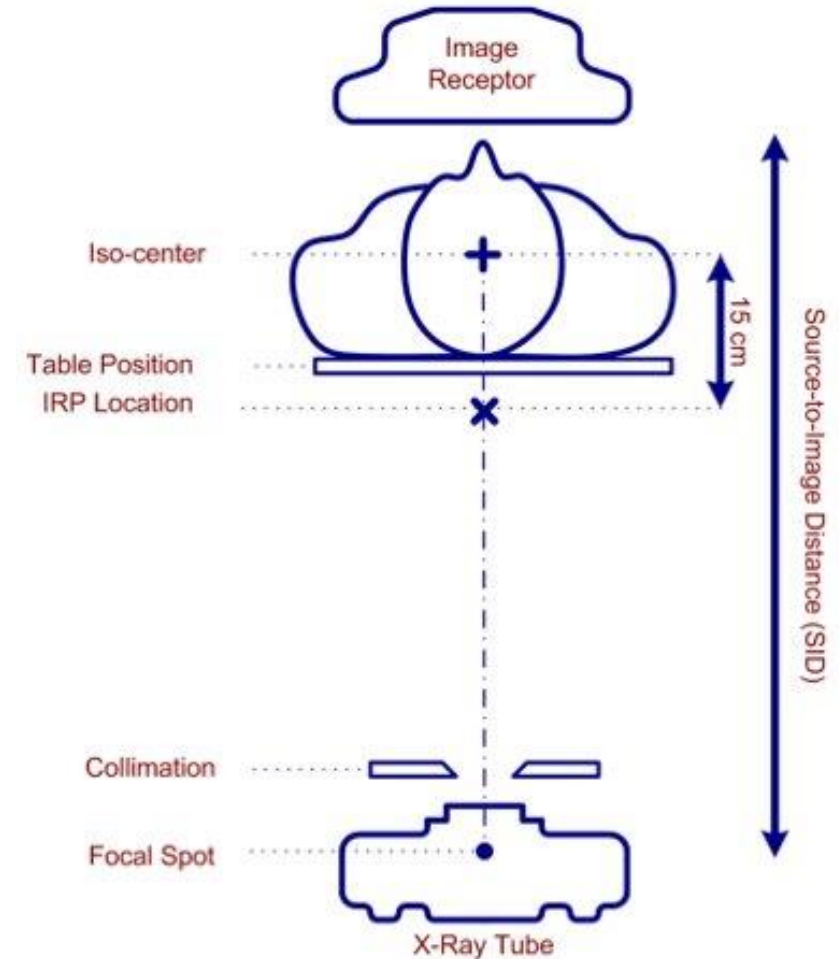 Image
Receptor
Iso-center
15 cm
Table Position
IRP Location
Source-to-Image Distance (SID)
Collimation
Focal Spot
X-Ray Tube